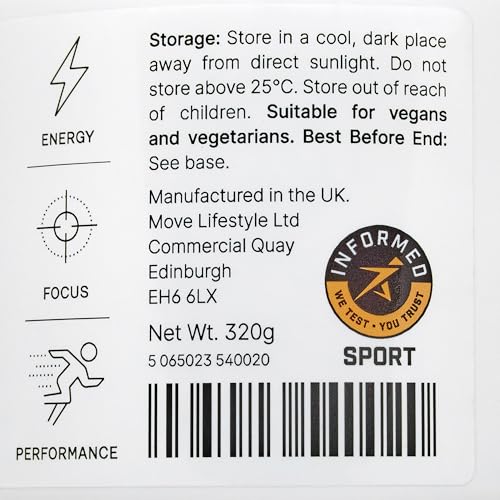 Storage: Store in a cool, dark place
away from direct sunlight. Do not
store above 25°C. Store out of reach
of children. Suitable for vegans
and vegetarians. Best Before End:
See base.
Manufactured in the UK.
Move Lifestyle Ltd
Commercial Quay
Edinburgh
EH6 6LX
Net Wt. 320g
5 065023 540020
ENERGY
FOCUS
PERFORMANCE
INFORMED
WE TEST • YOU TRUST
SPORT